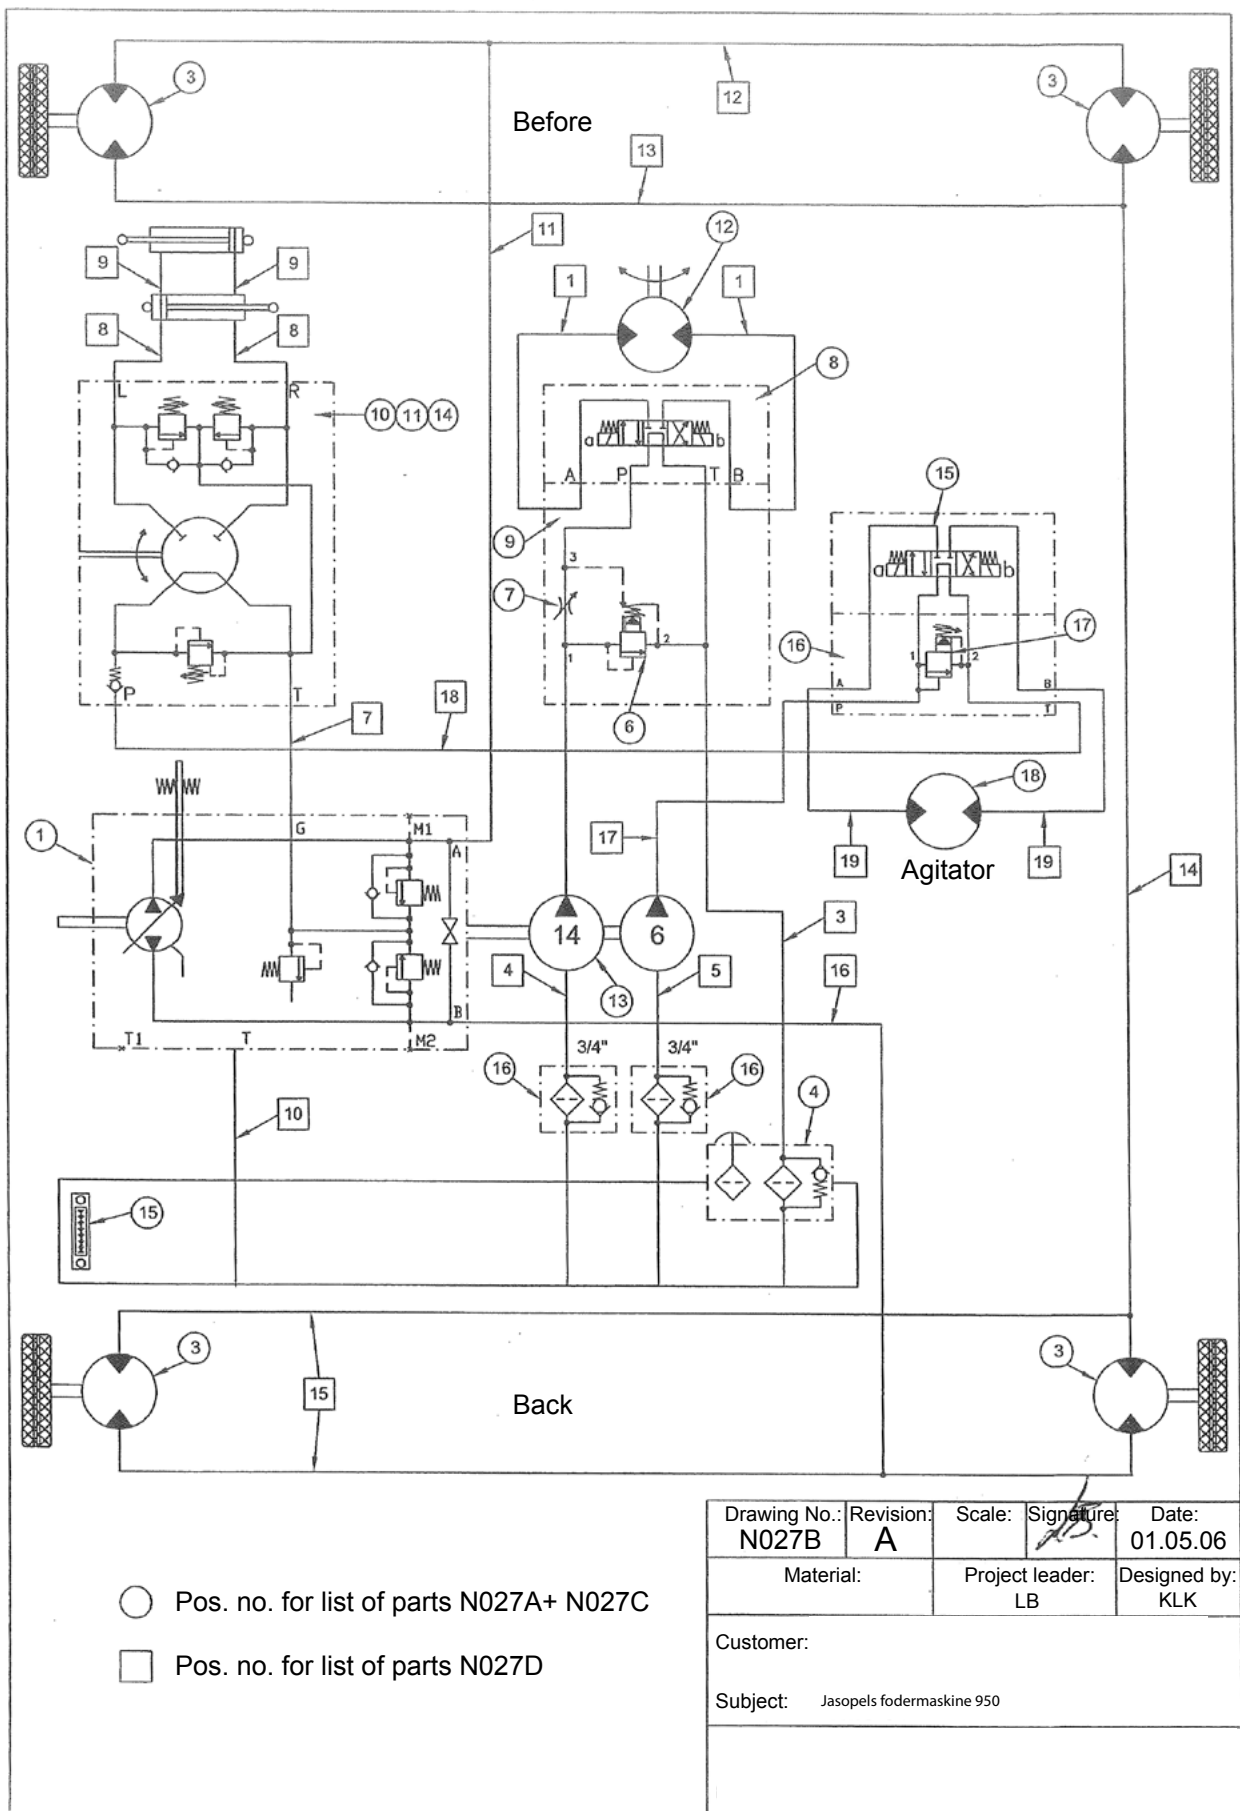 3
12
3
Before
13
11
12
9
9
1
1
8
8
8
L
R
10 11 14
a
b
A
P
T
B
15
9
3
a
b
7
17
16
1
2
1
2
A
B
P
T
P
T
6
18
7
18
1
G
M1
A
17
19
19
Agitator
14
14
6
3
4
5
13
16
B
T1
T
M2
3/4"
3/4"
16
16
4
10
15
3
3
15
Back
Drawing No.: Revision: Scale: Signature: Date:
N027B A 01.05.06
Material: Project leader: Designed by:
LB KLK
Pos. no. for list of parts N027A+ N027C
Customer:
Pos. no. for list of parts N027D
Subject: Jasopels fodermaskine 950